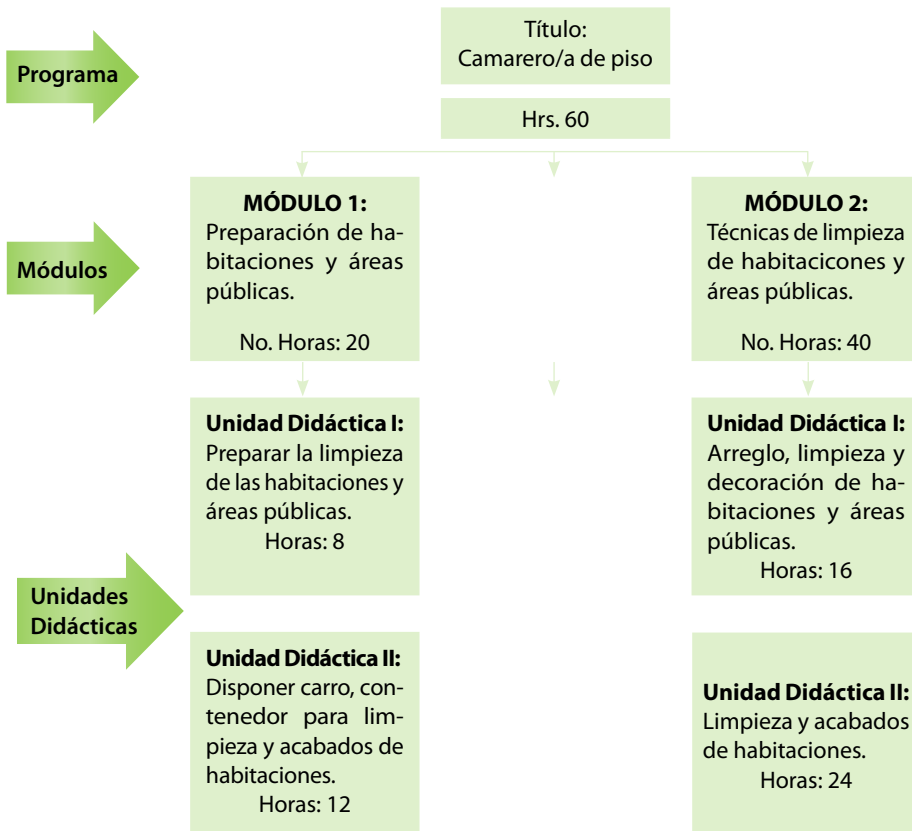 Programa
Título:
Camarero/a de piso
Hrs. 60
Módulos
MÓDULO 1:
Preparación de ha-
bitaciones y áreas
públicas.
No. Horas: 20
MÓDULO 2:
Técnicas de limpieza
de habitacicones y
áreas públicas.
No. Horas: 40
Unidades
Didácticas
Unidad Didáctica I:
Preparar la limpieza
de las habitaciones y
áreas públicas.
Horas: 8
Unidad Didáctica I:
Arreglo, limpieza y
decoración de ha-
bitaciones y áreas
públicas.
Horas: 16
Unidad Didáctica II:
Disponer carro, con-
tenedor para lim-
pieza y acabados de
habitaciones.
Horas: 12
Unidad Didáctica II:
Limpieza y acabados
de habitaciones.
Horas: 24